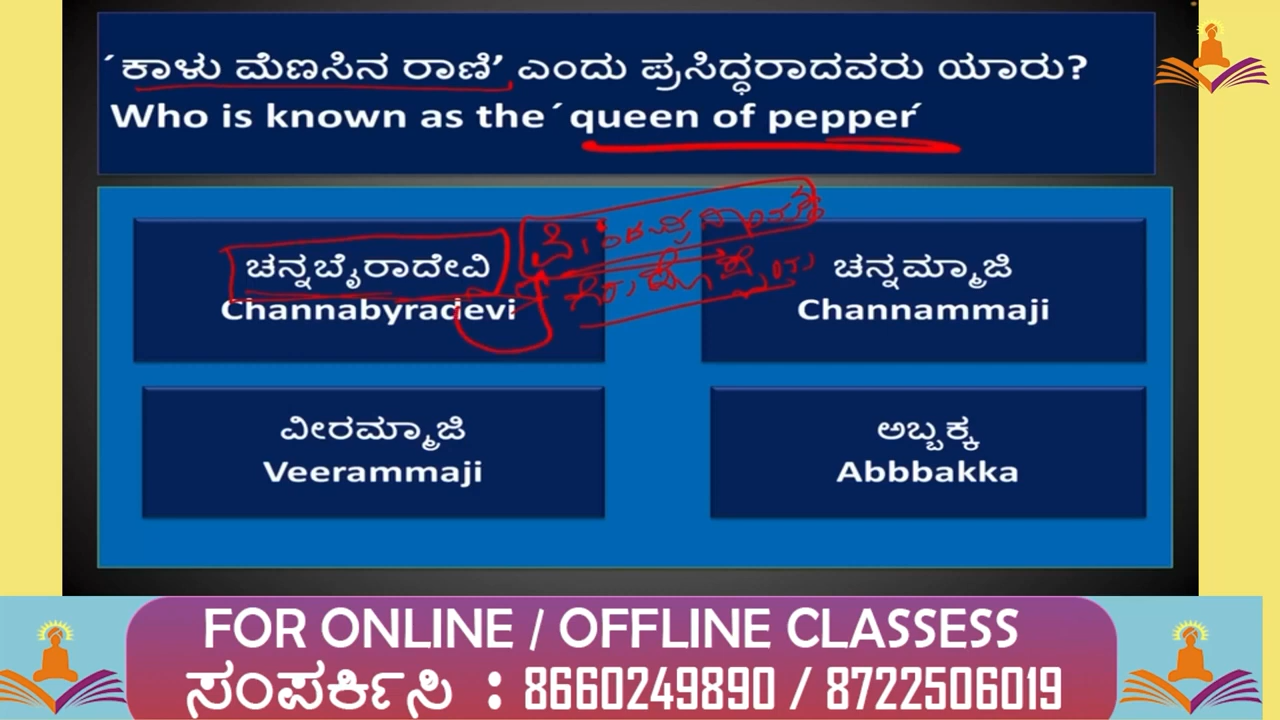 ´ಕಾಳು ಮೆಣಸಿನ ರಾಣಿ’ ಎಂದು ಪ್ರಸಿದ್ಧರಾದವರು ಯಾರು?
Who is known as the ´queen of pepper´
ಚನ್ನಬೈರಾದೇವಿ
Channabyradevi
ಚನ್ನಮ್ಮಾಜಿ
Channammaji
ವೀರಮ್ಮಾಜಿ
Veerammaji
ಅಬ್ಬಕ್ಕ
Abbbakka
FOR ONLINE / OFFLINE CLASSESS
ಸಂಪರ್ಕಿಸಿ : 8660249890 / 8722506019